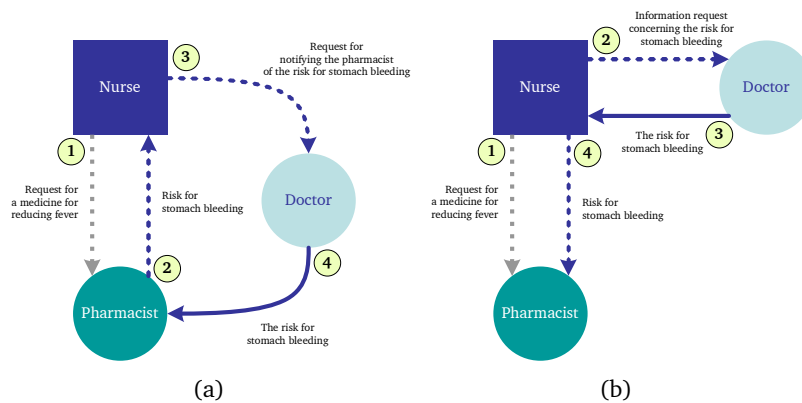 3
Request for
notifying the pharmacist
of the risk for stomach bleeding
Nurse
1
Request for
a medicine for
reducing fever
Risk for
stomach bleeding
Doctor
2
4
Pharmacist
The risk for
stomach bleeding
(a)
Information request
concerning the risk for
stomach bleeding
2
Nurse
Doctor
3
The risk for
stomach bleeding
1
4
Request for
a medicine for
reducing fever
Risk for
stomach bleeding
Pharmacist
(b)